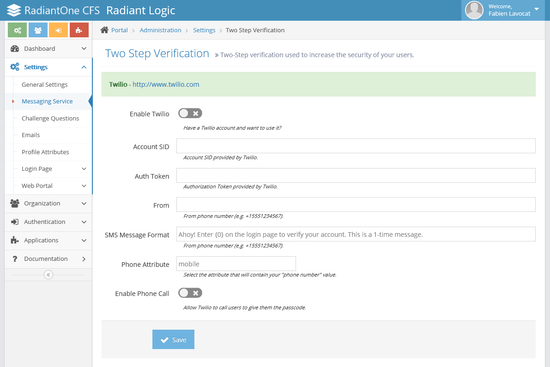 RadiantOne CFS Radiant Logic
Welcome,
Fabien Lavocat
Portal › Administration › Settings › Two Step Verification
Dashboard
Settings
General Settings
Messaging Service
Challenge Questions
Emails
Profile Attributes
Login Page
Web Portal
Organization
Authentication
Applications
Documentation
Two Step Verification » Two-Step verification used to increase the security of your users.
Twilio - http://www.twilio.com
Enable Twilio
Have a Twilio account and want to use it?
Account SID
Account SID provided by Twilio.
Auth Token
Authorization Token provided by Twilio.
From
From phone number (e.g. +15551234567)
SMS Message Format Ahoy! Enter {0} on the login page to verify your account. This is a 1-time message.
From phone number (e.g. +15551234567)
Phone Attribute mobile
Select the attribute that will contain your "phone number" value.
Enable Phone Call
Allow Twilio to call users to give them the passcode.
Save